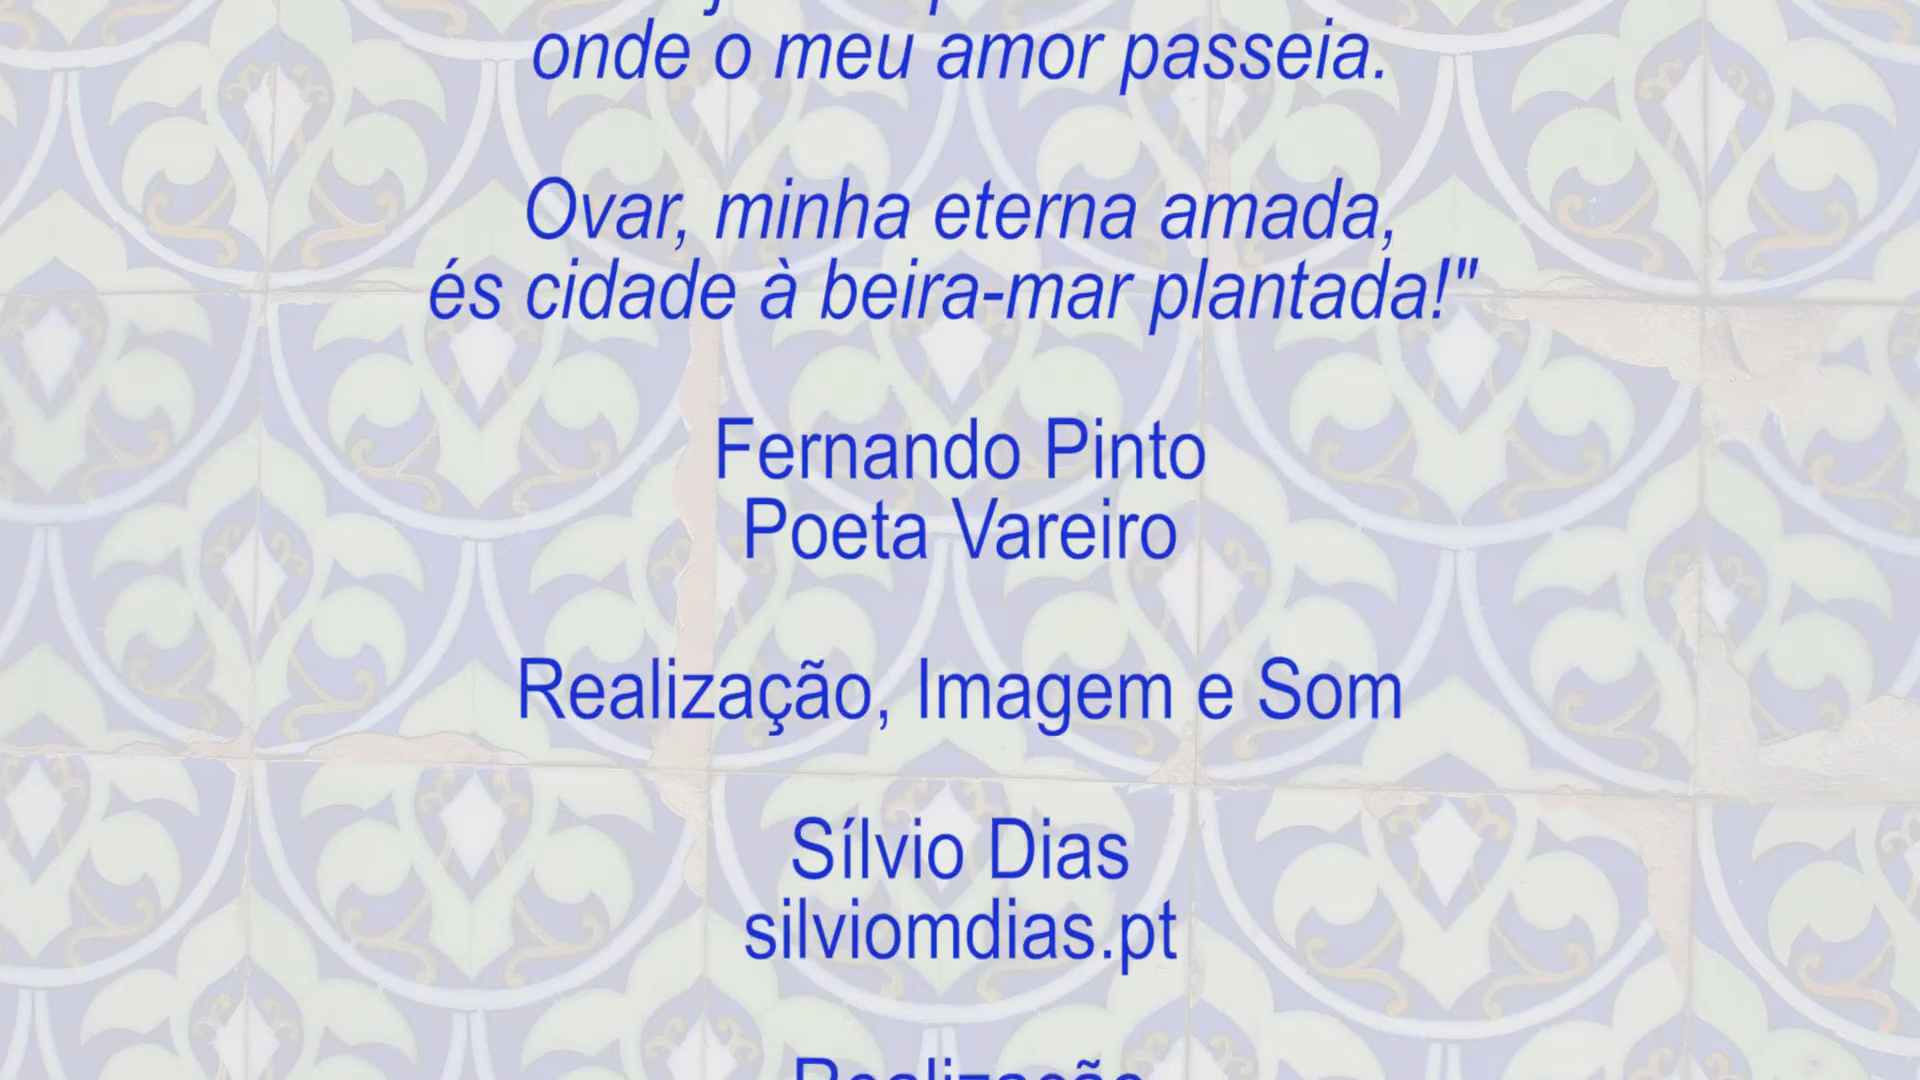 onde o meu amor passeia.
Ovar, minha eterna amada,
és cidade à beira-mar plantada!"
Fernando Pinto
Poeta Vareiro
Realização, Imagem e Som
Sílvio Dias
silviomdias.pt
Realização